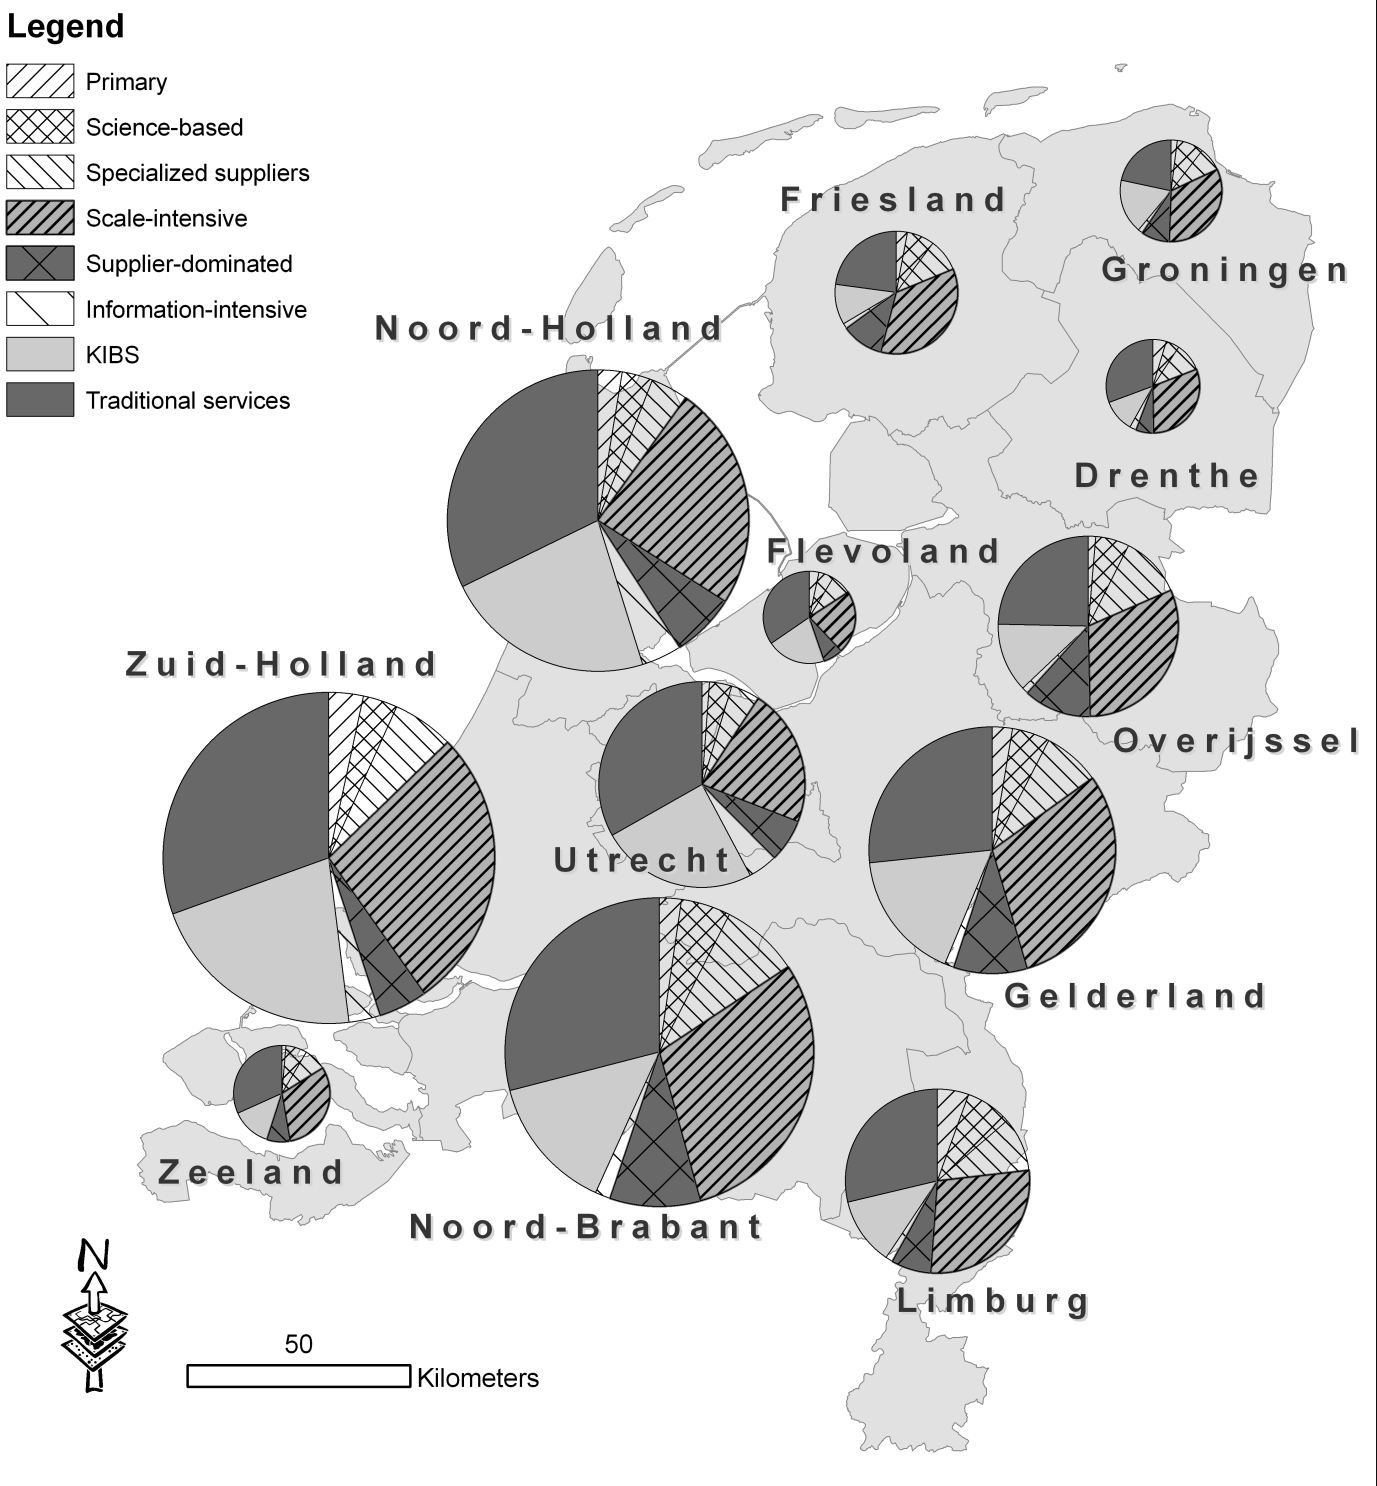 Legend
Primary
Science-based
Specialized suppliers
Scale-intensive
Supplier-dominated
Information-intensive
KIBS
Traditional services
Friesland
Groningen
Noord-Holland
Drenthe
Flevoland
Zuid-Holland
Overijssel
Utrecht
Gelderland
Zeeland
Noord-Brabant
Limburg
N
50
Kilometers